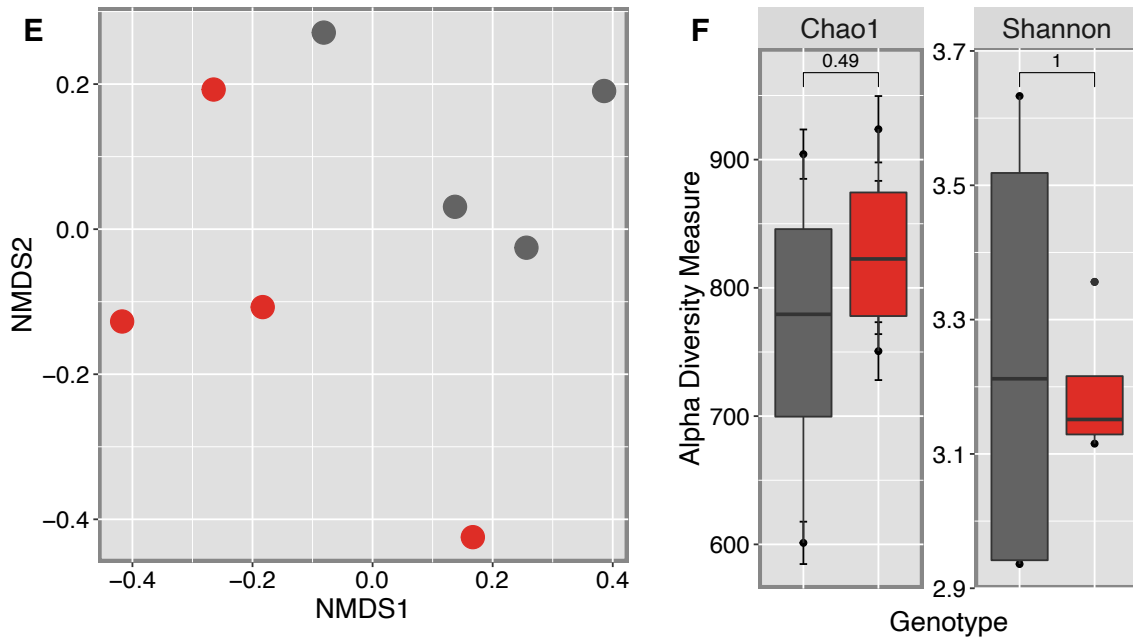 E
0.2
0.0
−0.2
−0.4
NMDS2
−0.4
−0.2
0.0
0.2
0.4
NMDS1
F
Chao1
Shannon
0.49
1
900
800
700
600
3.7
3.5
3.3
3.1
2.9
Alpha Diversity Measure
Genotype